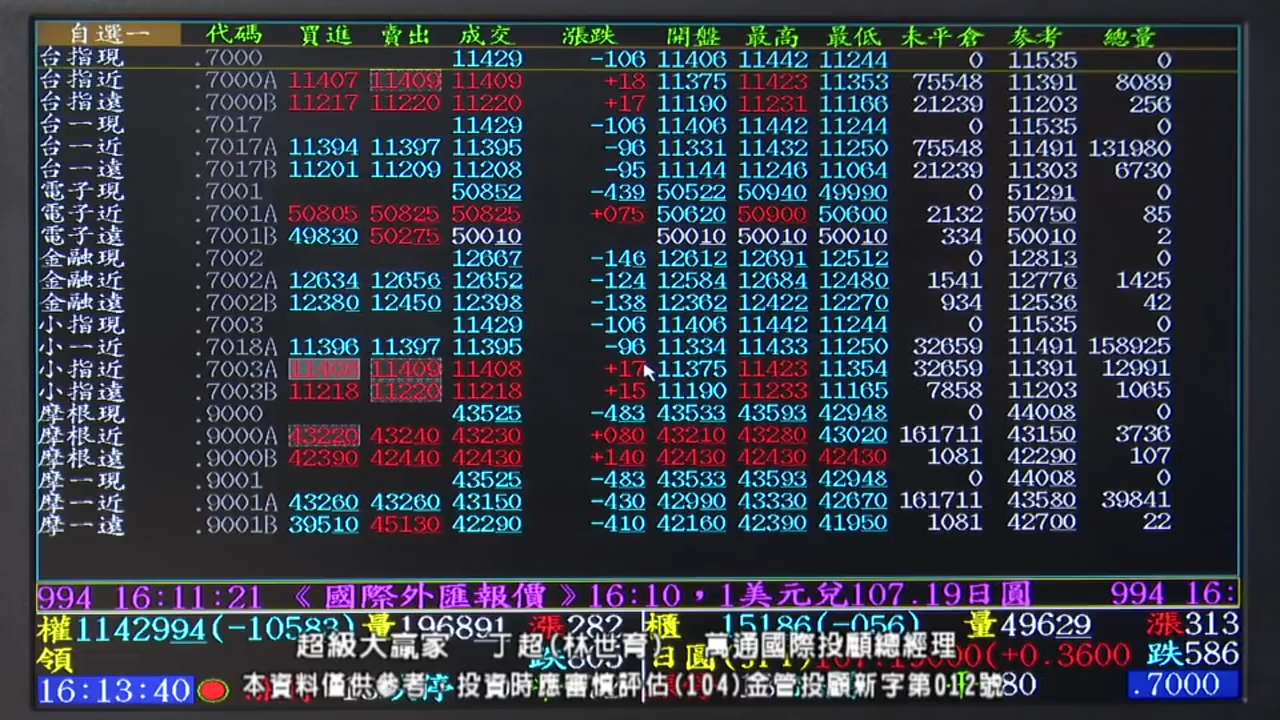 自選一 代碼 買進 賣出 成交 漲跌 開盤 最高 最低 未平倉 參考 總量
台指現 .7000 11429 -106 11406 11442 11244 0 11535 0
台指近 .7000A 11407 11409 11409 +18 11375 11423 11353 75548 11391 8089
台指遠 .7000B 11217 11220 11220 +17 11190 11231 11166 21239 11203 256
台一現 .7017 11429 -106 11406 11442 11244 0 11535 0
台一近 .7017A 11394 11397 11395 -96 11331 11432 11250 75548 11491 131980
台一遠 .7017B 11201 11209 11208 -95 11144 11246 11064 21239 11303 6730
電子現 .7001 50852 -439 50522 50940 49990 0 51291 0
電子近 .7001A 50805 50825 50825 +075 50620 50900 50600 2132 50750 85
電子遠 .7001B 49830 50275 50010 50010 50010 50010 334 50010 2
金融現 .7002 12667 -146 12612 12691 12512 0 12813 0
金融近 .7002A 12634 12656 12652 -124 12584 12684 12480 1541 12776 1425
金融遠 .7002B 12380 12450 12398 -138 12362 12422 12270 934 12536 42
小指現 .7003 11429 -106 11406 11442 11244 0 11535 0
小一近 .7018A 11396 11397 11395 -96 11334 11433 11250 32659 11491 158925
小指近 .7003A 11408 11409 11408 +17 11375 11423 11354 32659 11391 12991
小指遠 .7003B 11218 11220 11218 +15 11190 11233 11165 7858 11203 1065
摩根現 .9000 43525 -483 43533 43593 42948 0 44008 0
摩根近 .9000A 43220 43240 43230 +080 43210 43280 43020 161711 43150 3736
摩根遠 .9000B 42390 42440 42430 +140 42430 42430 42430 1081 42290 107
摩一現 .9001 43525 -483 43533 43593 42948 0 44008 0
摩一近 .9001A 43260 43260 43150 -430 42990 43330 42670 161711 43580 39841
摩一遠 .9001B 39510 45130 42290 -410 42160 42390 41950 1081 42700 22
994 16:11:21 《國際外匯報價》16:10，1美元兌107.19日圓 994 16:
權1142994(-10583)量196891 漲282 櫃 15186(-056) 量49629 漲313
超級大贏家 丁超(林世育) 萬通國際投顧總經理
領 跌586
16:13:40 .7000
本資料僅供參考，投資時應審慎評估(104)金管投顧新字第012號